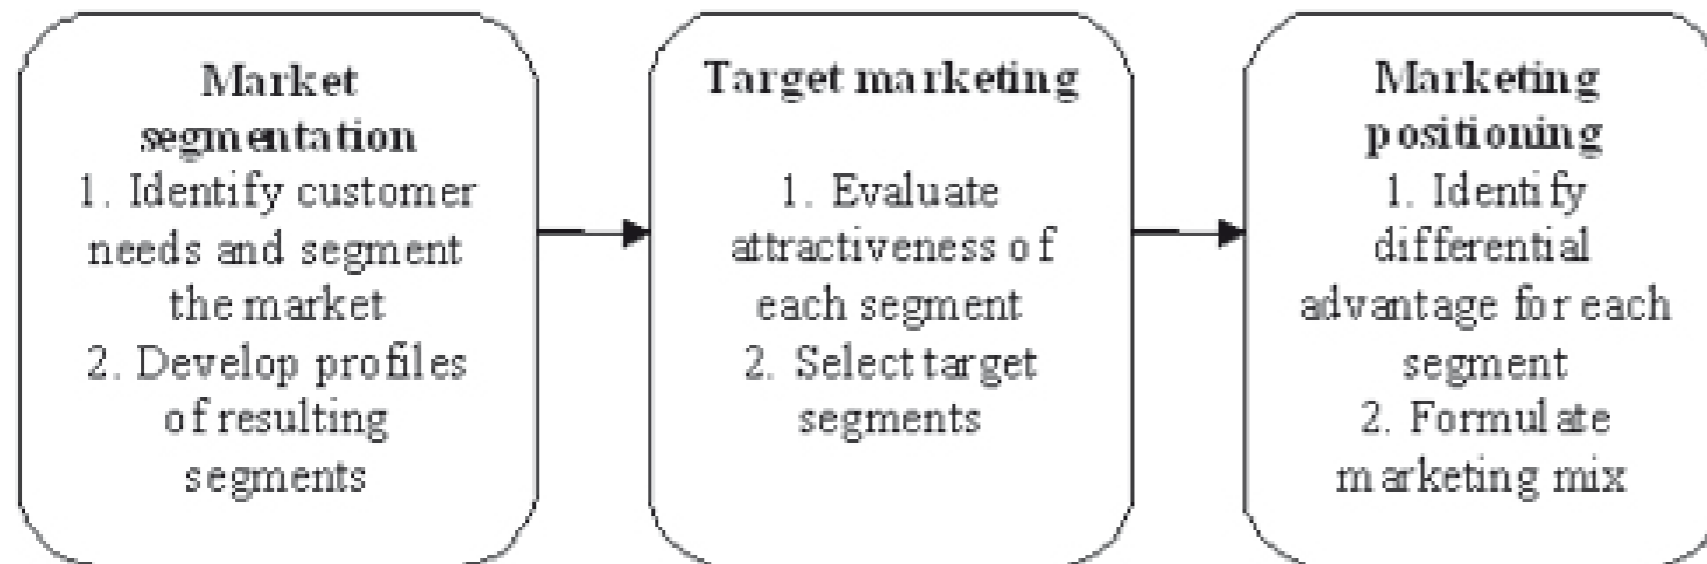 Market
segmentation
1. Identify customer
needs and segment
the market
2. Develop profiles
of resulting
segments
Target marketing
1. Evaluate
attractiveness of
each segment
2. Select target
segments
Marketing
positioning
1. Identify
differential
advantage for each
segment
2. Formulate
marketing mix